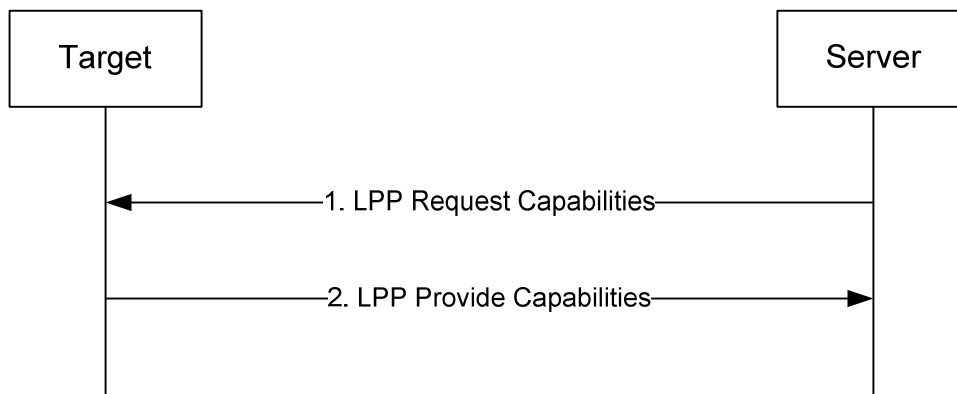 Target
Server
1. LPP Request Capabilities
2. LPP Provide Capabilities